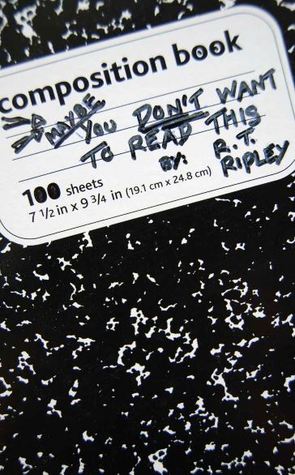 composition book
MAYBE
YOU DON'T WANT
TO READ THIS
BY: R.T.
RIPLEY
100 sheets
7 1/2 in x 9 3/4 in (19.1 cm x 24.8 cm)